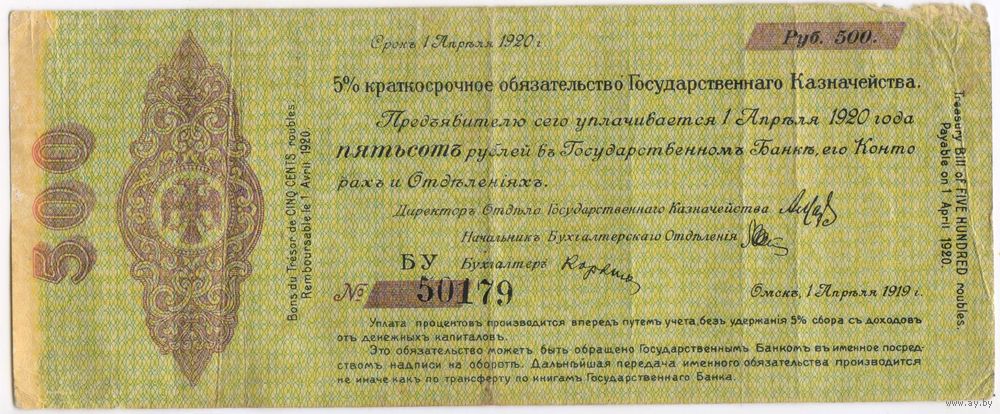 500
Bons du Trésor de CINQ CENTS roubles.
Remboursable le 1 Avril 1920
Срокъ 1 Апрѣля 1920 г.
Руб. 500.
5% краткосрочное обязательство Государственнаго Казначейства.
Предъявителю сего уплачивается 1 Апрѣля 1920 года
ПЯТЬСОТЪ рублей въ Государственномъ Банкѣ, его Конто
рахъ и Отдѣленіяхъ.
Директоръ Отдѣла Государственнаго Казначейства
Начальникъ Бухгалтерскаго Отдѣленія
БУ Бухгалтеръ
№ 50179
Омскъ, 1 Апрѣля 1919 г.
Уплата процентовъ производится впередъ путемъ учета, безъ удержанія 5% сбора съ доходовъ
отъ денежныхъ капиталовъ.
Это обязательство можетъ быть обращено Государственнымъ Банкомъ въ именное посред-
ствомъ надписи на оборотѣ. Дальнѣйшая передача именного обязательства производится
не иначе какъ по трансферту по книгамъ Государственнаго Банка.
Treasury Bill of FIVE HUNDRED roubles.
Payable on 1 April 1920.
www.ay.by